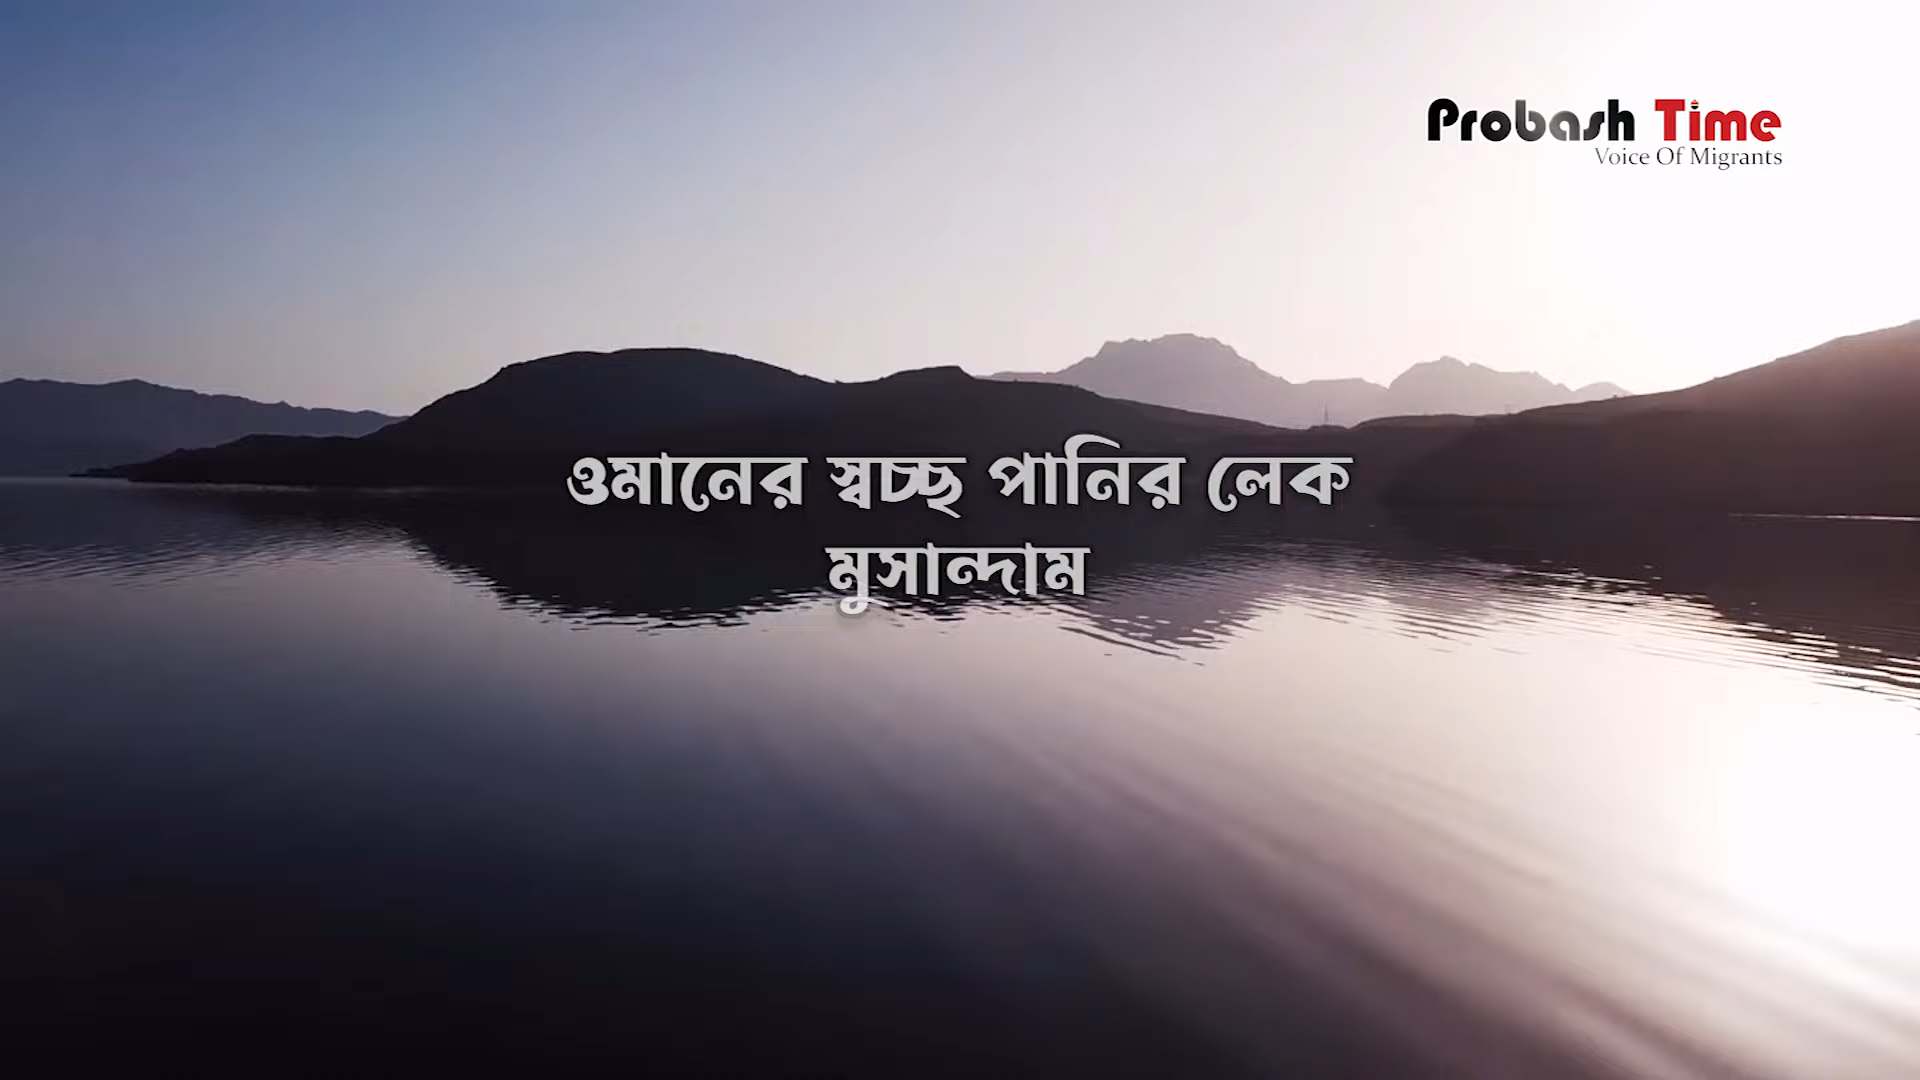 Probash Time
Voice Of Migrants
ওমানের স্বচ্ছ পানির লেক
মুসান্দাম